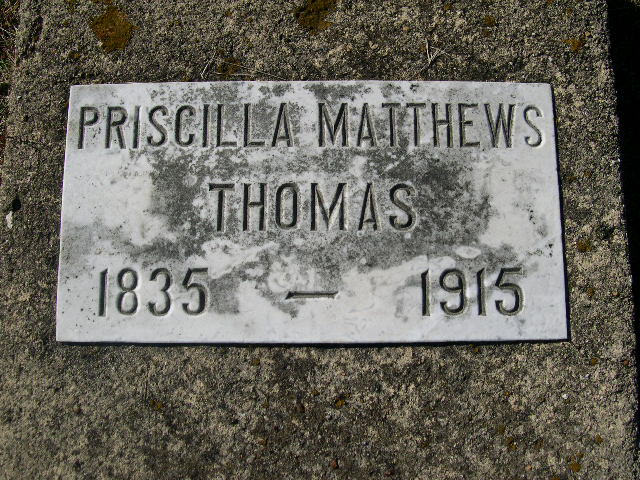 PRISCILLA MATTHEWS
THOMAS
1835 — 1915